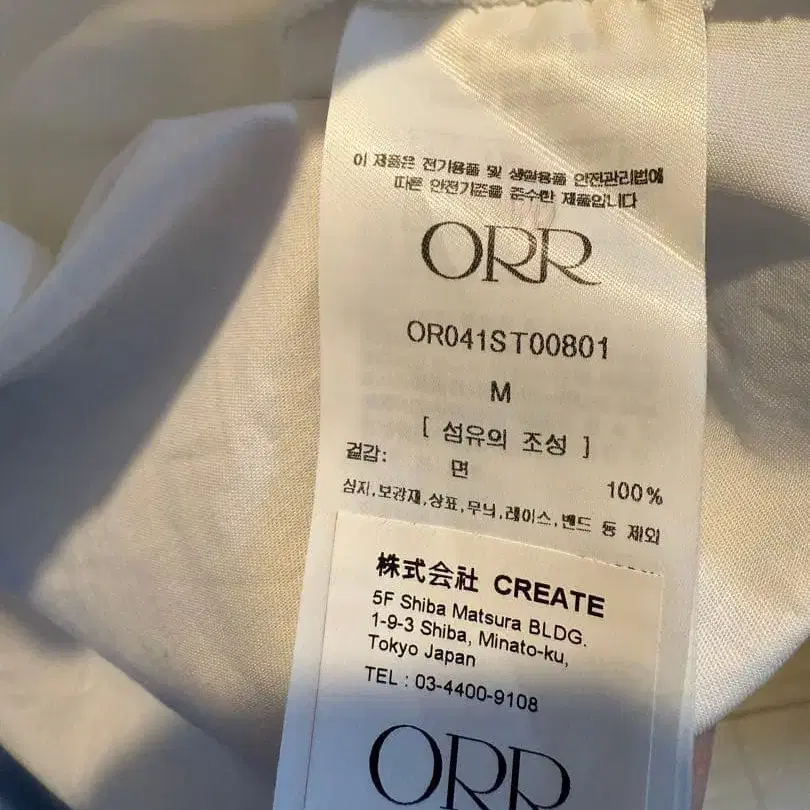 이 제품은 전기용품 및 생활용품 안전관리법에
따른 안전기준을 준수한 제품입니다
ORR
OR041ST00801
M
[ 섬유의 조성 ]
겉감: 면 100%
심지,보강재,상표,무늬,레이스,밴드 등 제외
株式会社 CREATE
5F Shiba Matsura BLDG.
1-9-3 Shiba, Minato-ku,
Tokyo Japan
TEL : 03-4400-9108
ORR